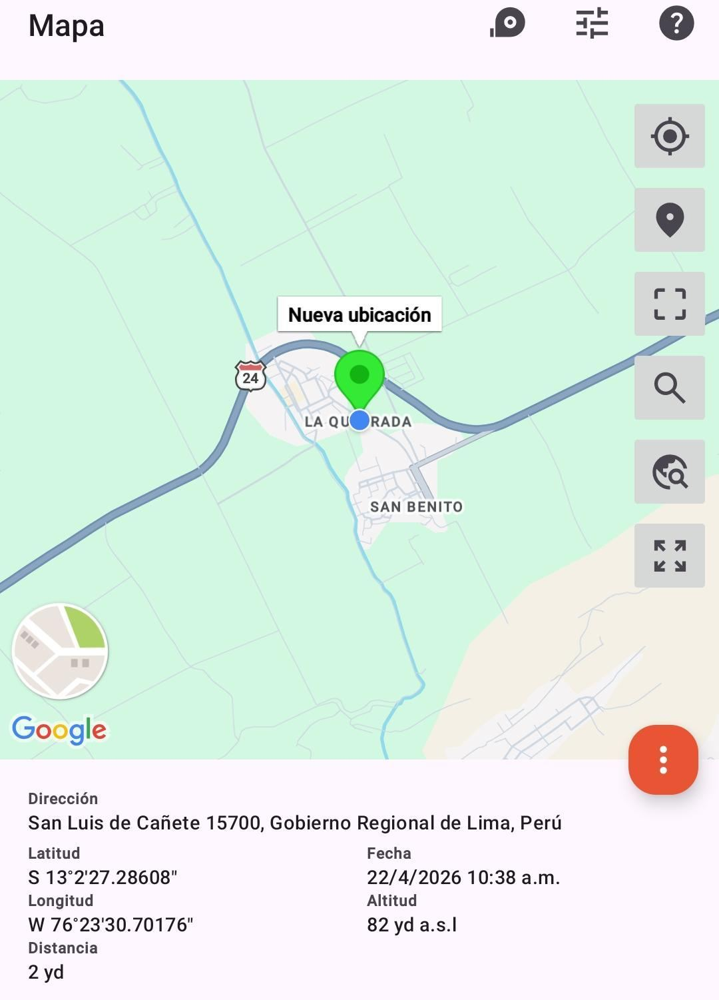 Mapa
Nueva ubicación
24
LA QU RADA
SAN BENITO
Google
Dirección
San Luis de Cañete 15700, Gobierno Regional de Lima, Perú
Latitud
S 13°2'27.28608"
Fecha
22/4/2026 10:38 a.m.
Longitud
W 76°23'30.70176"
Altitud
82 yd a.s.l
Distancia
2 yd